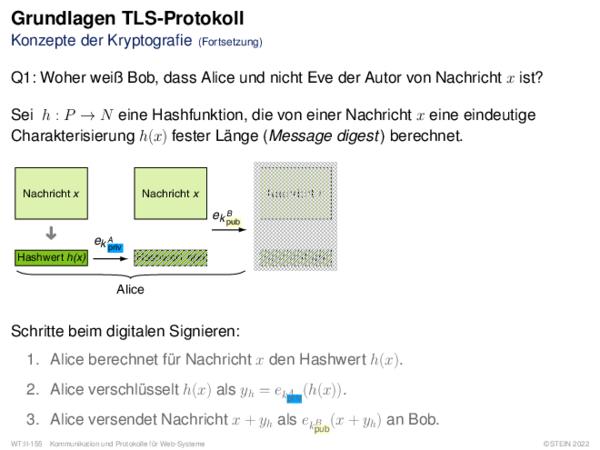 Grundlagen TLS-Protokoll
Konzepte der Kryptografie (Fortsetzung)
Q1: Woher weiß Bob, dass Alice und nicht Eve der Autor von Nachricht x ist?
Sei h : P → N eine Hashfunktion, die von einer Nachricht x eine eindeutige
Charakterisierung h(x) fester Länge (Message digest) berechnet.
Nachricht x
Nachricht x
Nachricht x
e_{k^B_{pub}}
e_{k^A_{priv}}
Hashwert h(x)
Alice
Schritte beim digitalen Signieren:
1. Alice berechnet für Nachricht x den Hashwert h(x).
2. Alice verschlüsselt h(x) als y_h = e_{k^A_{priv}}(h(x)).
3. Alice versendet Nachricht x + y_h als e_{k^B_{pub}}(x + y_h) an Bob.
WT:II-155 Kommunikation und Protokolle für Web-Systeme ©STEIN 2022